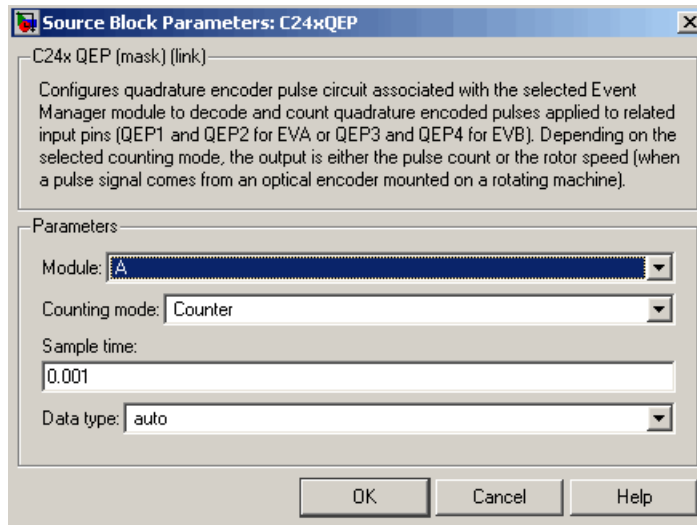 Source Block Parameters: C24xQEP
C24x QEP (mask) (link)
Configures quadrature encoder pulse circuit associated with the selected Event
Manager module to decode and count quadrature encoded pulses applied to related
input pins (QEP1 and QEP2 for EVA or QEP3 and QEP4 for EVB). Depending on the
selected counting mode, the output is either the pulse count or the rotor speed (when
a pulse signal comes from an optical encoder mounted on a rotating machine).
Parameters
Module: A
Counting mode: Counter
Sample time:
0.001
Data type: auto
OK Cancel Help